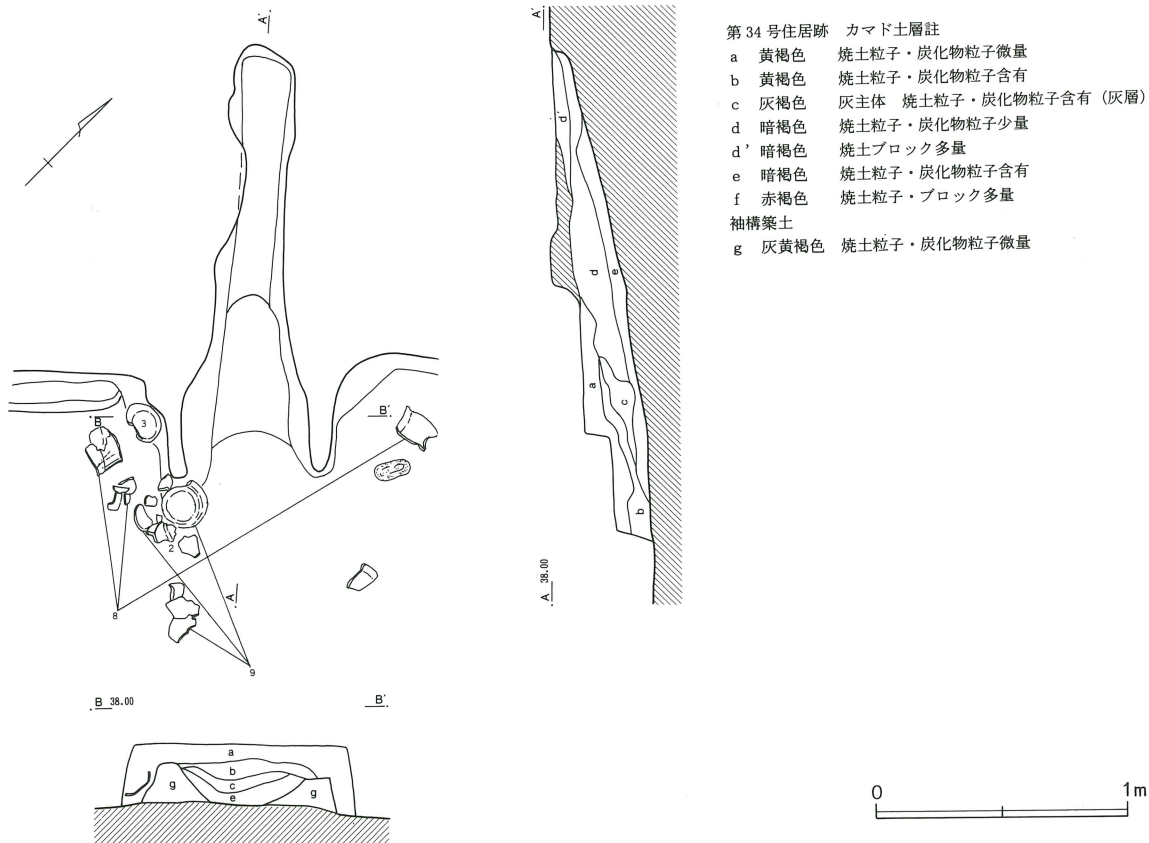 第34号住居跡　カマド土層註
a　黄褐色　焼土粒子・炭化物粒子微量
b　黄褐色　焼土粒子・炭化物粒子含有
c　灰褐色　灰主体　焼土粒子・炭化物粒子含有（灰層）
d　暗褐色　焼土粒子・炭化物粒子少量
d'　暗褐色　焼土ブロック多量
e　暗褐色　焼土粒子・炭化物粒子含有
f　赤褐色　焼土粒子・ブロック多量
袖構築土
g　灰黄褐色　焼土粒子・炭化物粒子微量
A'
A'
d'
d
e
a
c
b
A 38.00
B
3
B'
2
8
A
9
B 38.00
B'
a
b
c
e
g
g
0
1m